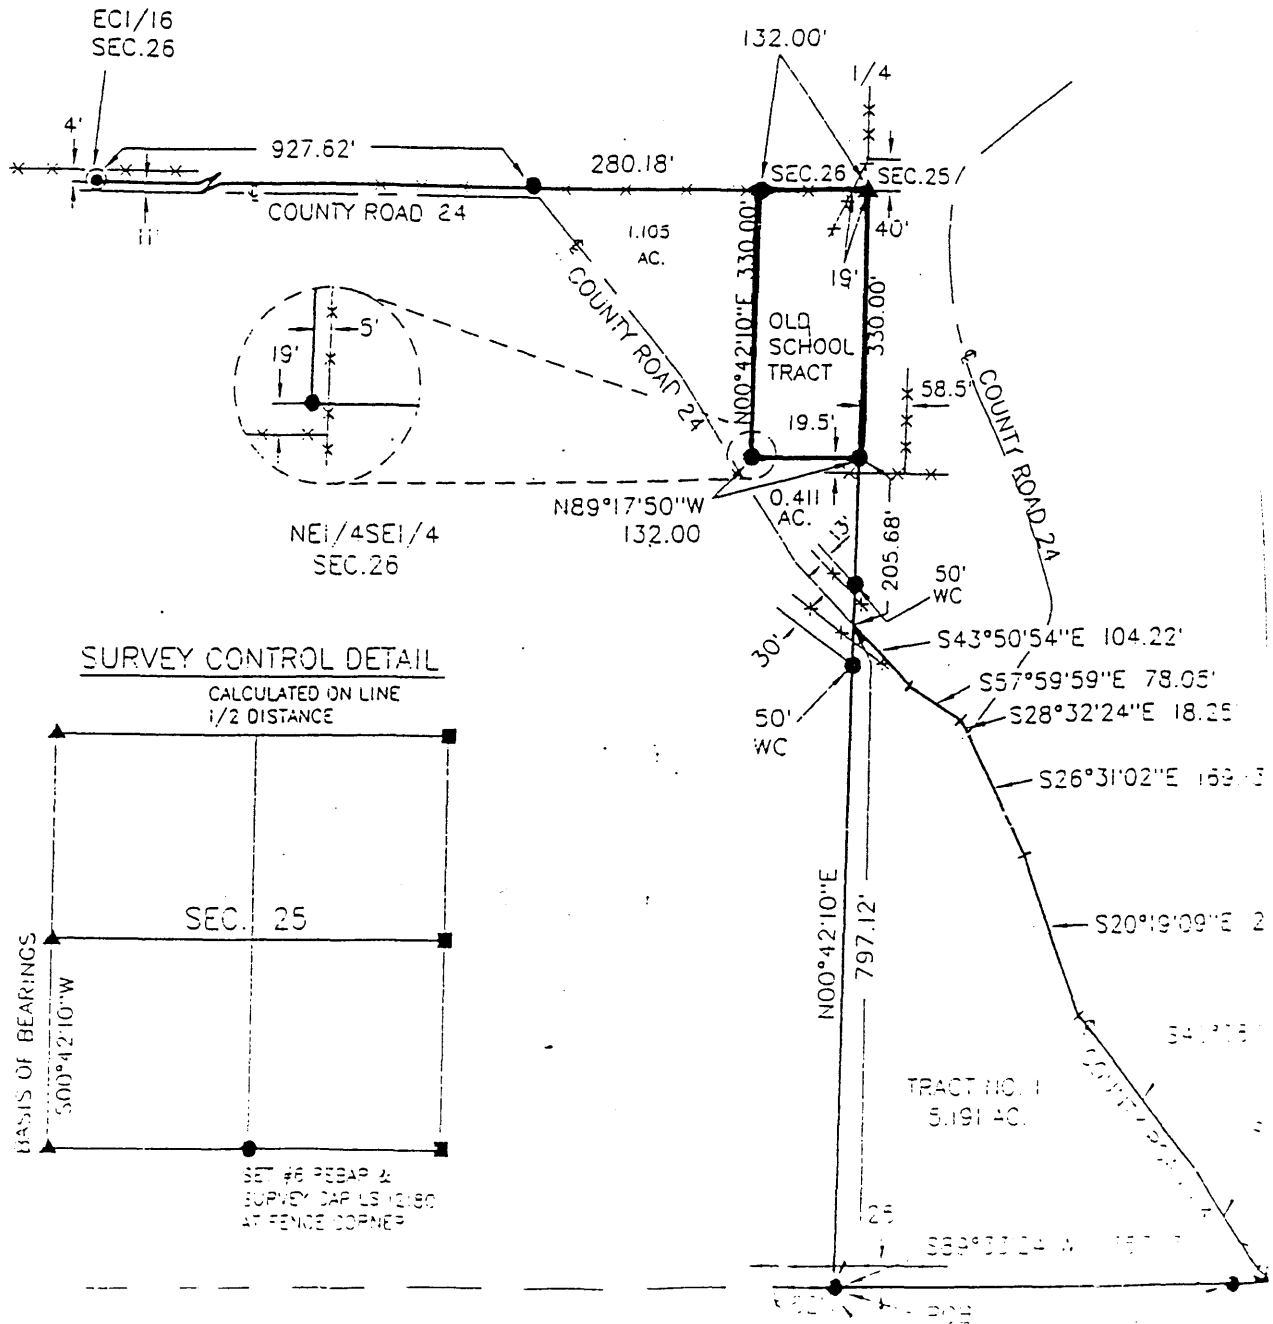 EC1/16
SEC.26
132.00'
1/4
4'
927.62'
280.18'
SEC.26
SEC.25/
COUNTY ROAD 24
11'
1.105
AC.
40'
19'
N00°42'10"E 330.00'
330.00'
OLD
SCHOOL
TRACT
℄ COUNTY ROAD 24
5'
19'
58.5'
19.5'
℄ COUNTY ROAD 24
N89°17'50"W
132.00
0.411
AC.
NE1/4SE1/4
SEC.26
13'
205.68'
50'
WC
30'
S43°50'54"E 104.22'
S57°59'59"E 78.05'
S28°32'24"E 18.25'
50'
WC
S26°31'02"E
SURVEY CONTROL DETAIL
CALCULATED ON LINE
1/2 DISTANCE
N00°42'10"E
797.12'
S20°19'09"E 2
SEC. 25
BASIS OF BEARINGS
S00°42'10"W
TRACT NO. 1
5.191 AC.
SET #6 REBAR &
SURVEY CAP LS 12180
AT FENCE CORNER
25
S89°33'24"W